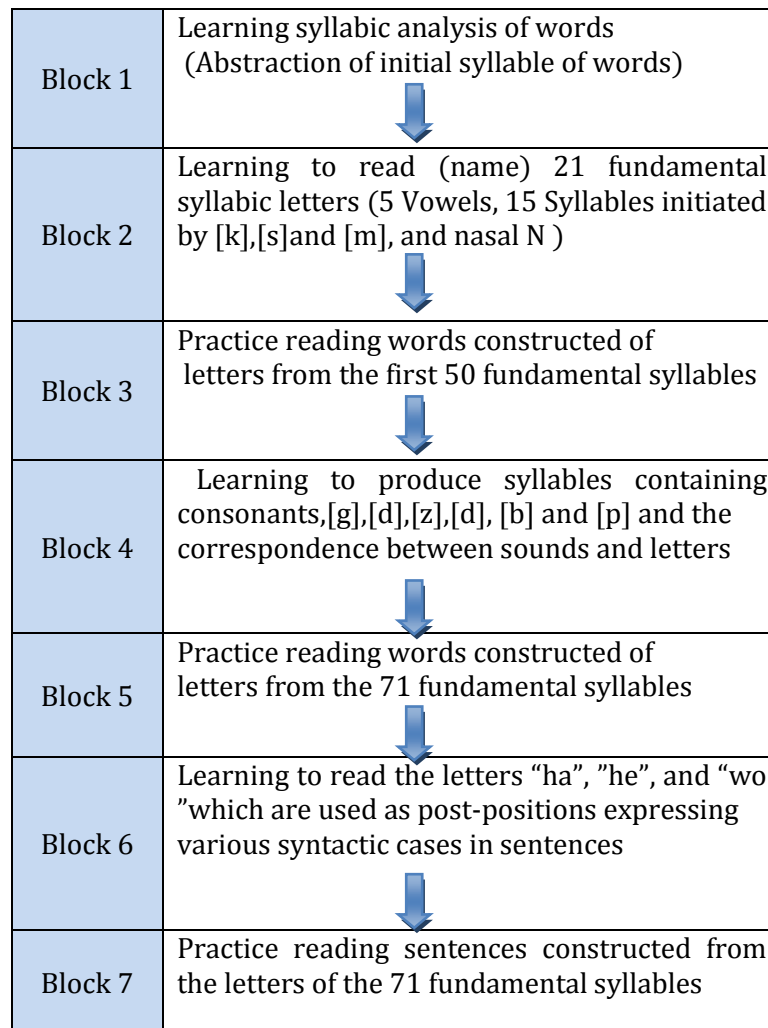 Block 1
Learning syllabic analysis of words
(Abstraction of initial syllable of words)
Block 2
Learning to read (name) 21 fundamental
syllabic letters (5 Vowels, 15 Syllables initiated
by [k],[s]and [m], and nasal N )
Block 3
Practice reading words constructed of
letters from the first 50 fundamental syllables
Block 4
Learning to produce syllables containing
consonants,[g],[d],[z],[d], [b] and [p] and the
correspondence between sounds and letters
Block 5
Practice reading words constructed of
letters from the 71 fundamental syllables
Block 6
Learning to read the letters “ha”, ”he”, and “wo
”which are used as post-positions expressing
various syntactic cases in sentences
Block 7
Practice reading sentences constructed from
the letters of the 71 fundamental syllables